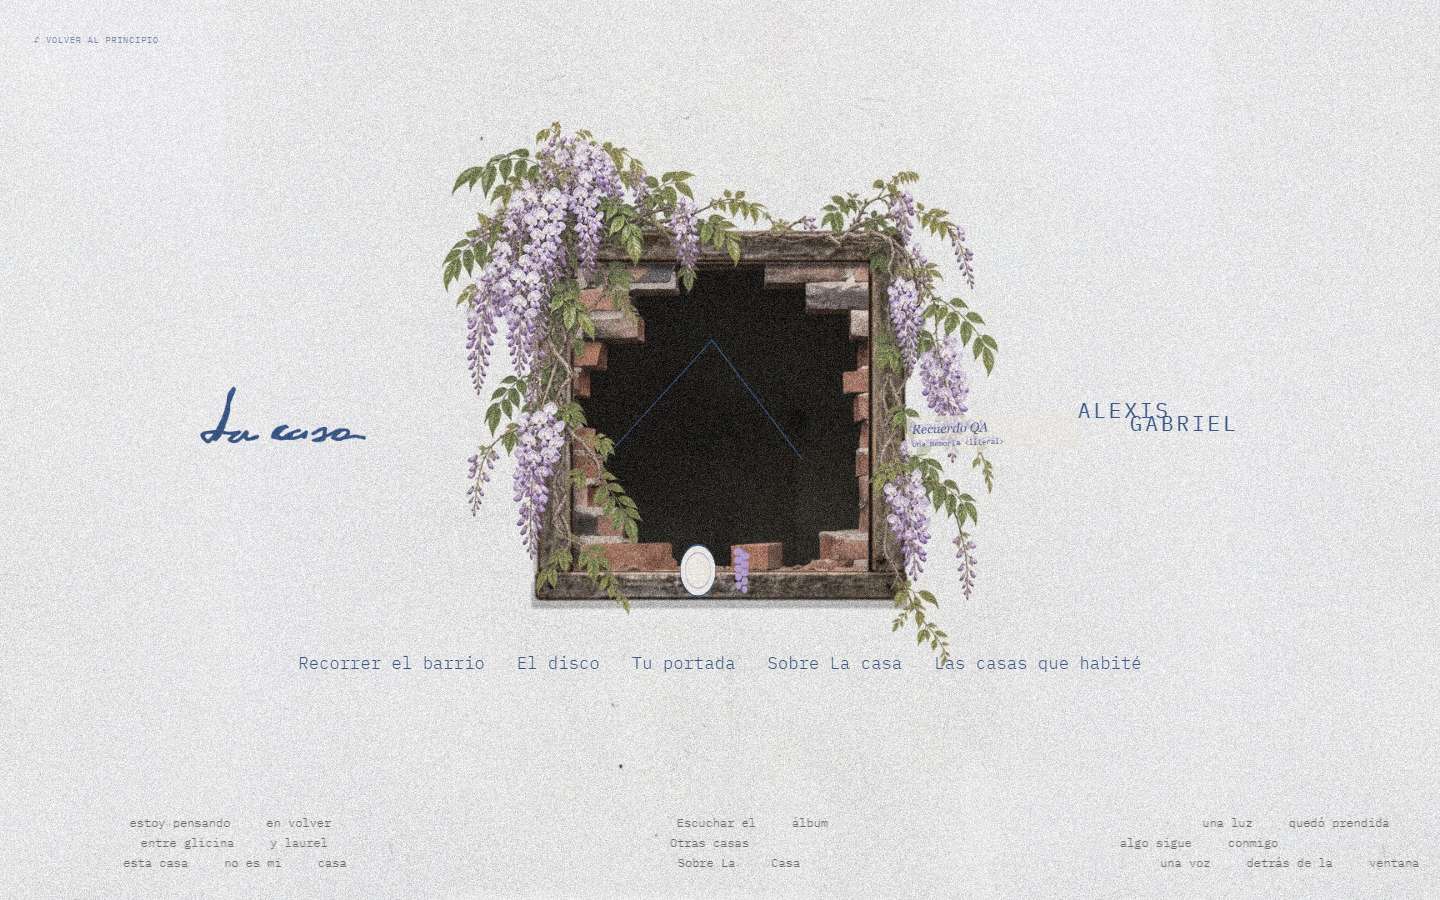 ♪ VOLVER AL PRINCIPIO
La casa
ALEXIS
GABRIEL
Recuerdo QA
una memoria (literal)
Recorrer el barrio El disco Tu portada Sobre La casa Las casas que habité
estoy pensando en volver
entre glicina y laurel
esta casa no es mi casa
Escuchar el álbum
Otras casas
Sobre La Casa
una luz quedó prendida
algo sigue conmigo
una voz detrás de la ventana